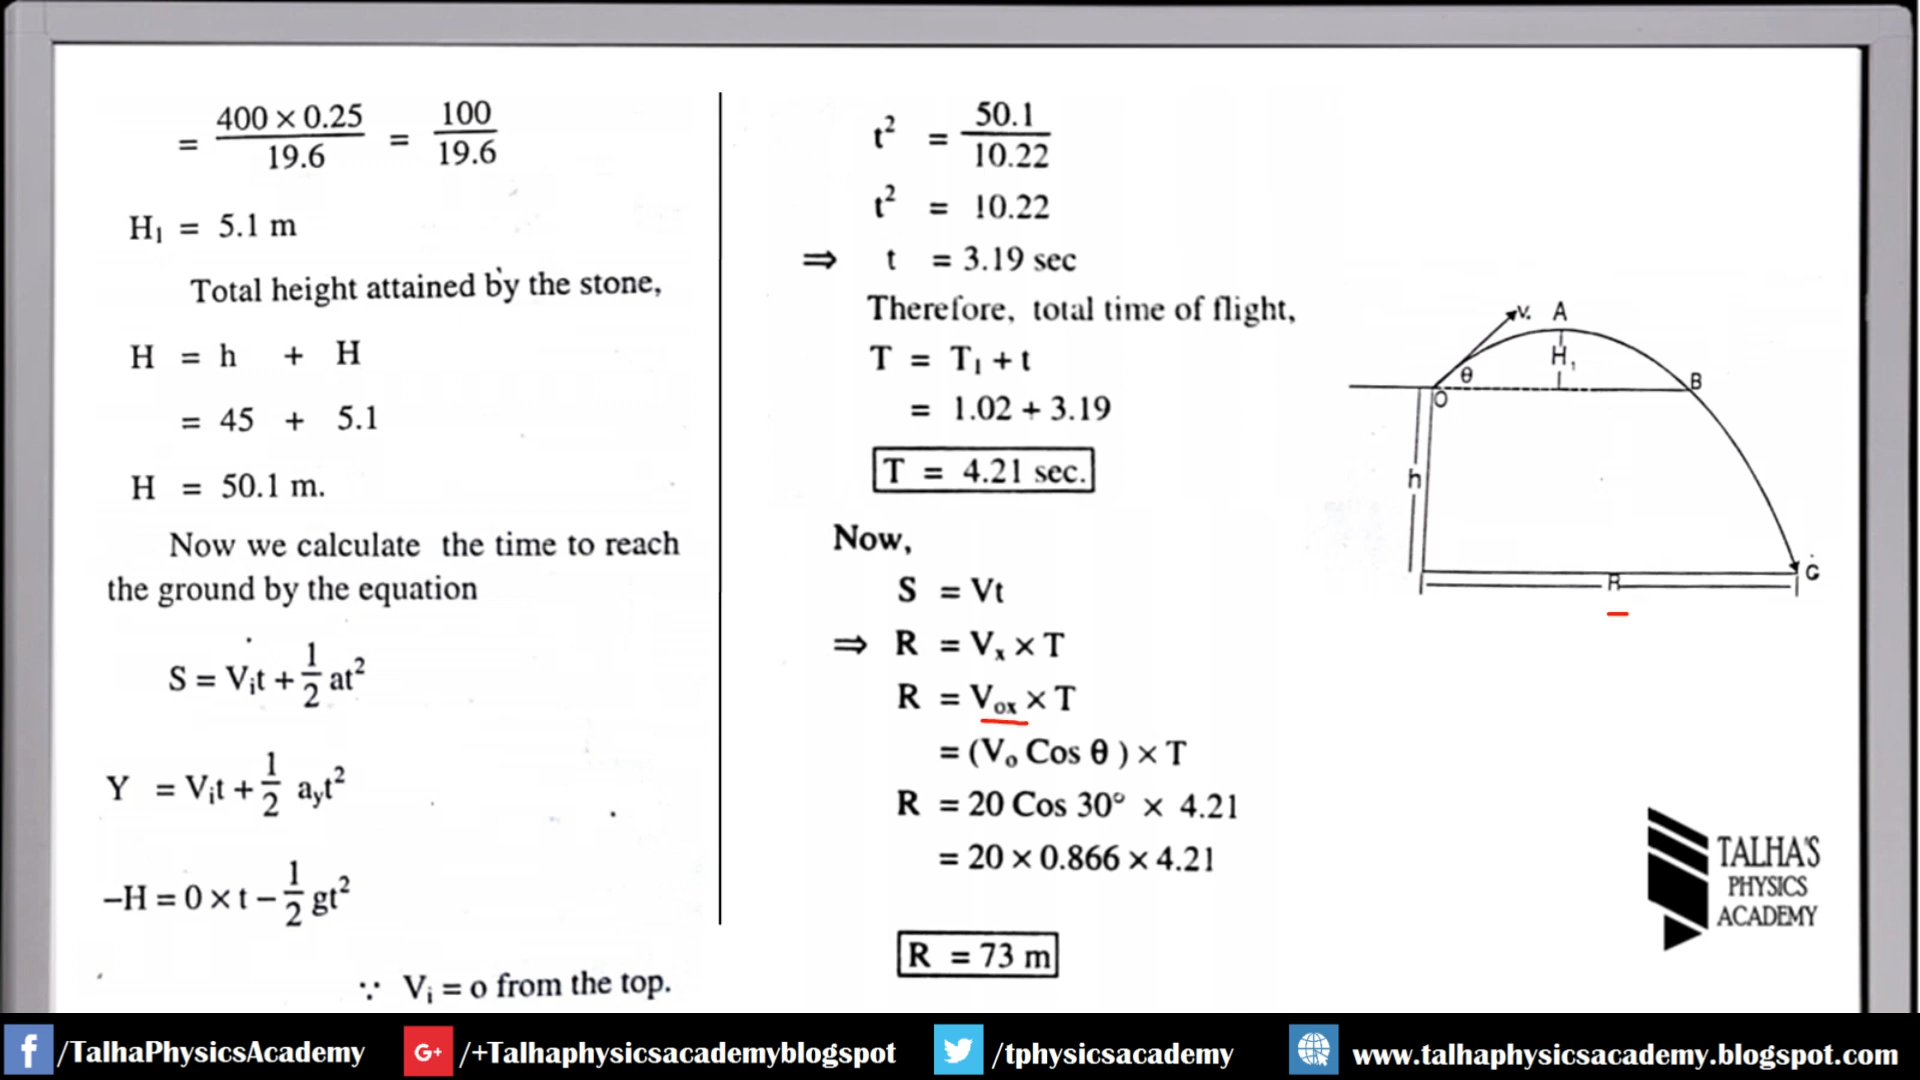 = 400 × 0.25 / 19.6 = 100 / 19.6
H₁ = 5.1 m
Total height attained by the stone,
H = h + H
= 45 + 5.1
H = 50.1 m.
Now we calculate the time to reach
the ground by the equation
S = Vᵢt + 1/2 at²
Y = Vᵢt + 1/2 aᵧt²
–H = 0 × t – 1/2 gt²
∵ Vᵢ = o from the top.
t² = 50.1 / 10.22
t² = 10.22
⇒ t = 3.19 sec
Therefore, total time of flight,
T = T₁ + t
= 1.02 + 3.19
T = 4.21 sec.
Now,
S = Vt
⇒ R = Vₓ × T
R = Vₒₓ × T
= (Vₒ Cos θ ) × T
R = 20 Cos 30° × 4.21
= 20 × 0.866 × 4.21
R = 73 m
V. A
H₁
θ
B
O
h
C
R
TALHA'S
PHYSICS
ACADEMY
f /TalhaPhysicsAcademy
G+ /+Talhaphysicsacademyblogspot
/tphysicsacademy
www.talhaphysicsacademy.blogspot.com